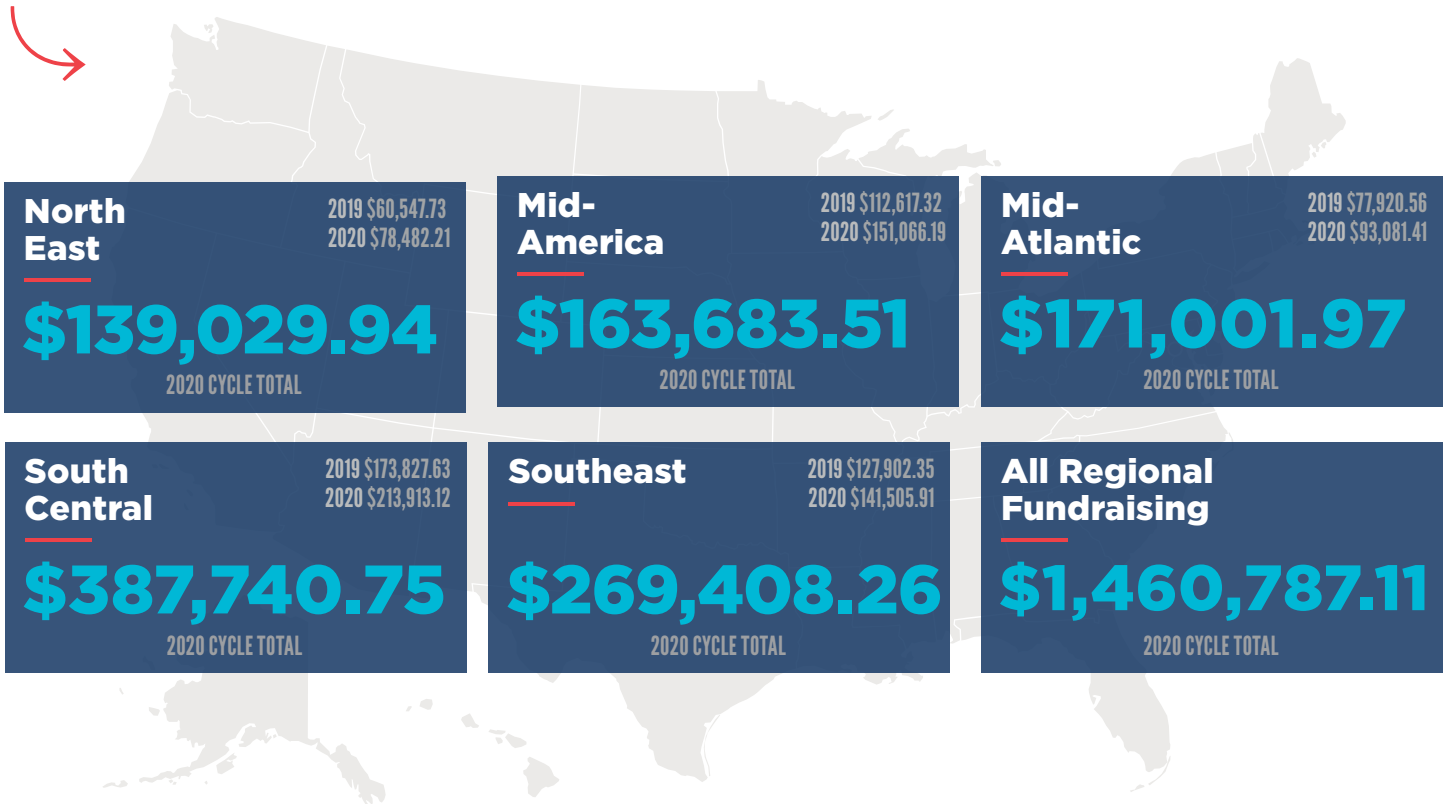 North
East
2019 $60,547.73
2020 $78,482.21
$139,029.94
2020 CYCLE TOTAL
Mid-
America
2019 $112,617.32
2020 $151,066.19
$163,683.51
2020 CYCLE TOTAL
Mid-
Atlantic
2019 $77,920.56
2020 $93,081.41
$171,001.97
2020 CYCLE TOTAL
South
Central
2019 $173,827.63
2020 $213,913.12
$387,740.75
2020 CYCLE TOTAL
Southeast
2019 $127,902.35
2020 $141,505.91
$269,408.26
2020 CYCLE TOTAL
All Regional
Fundraising
$1,460,787.11
2020 CYCLE TOTAL